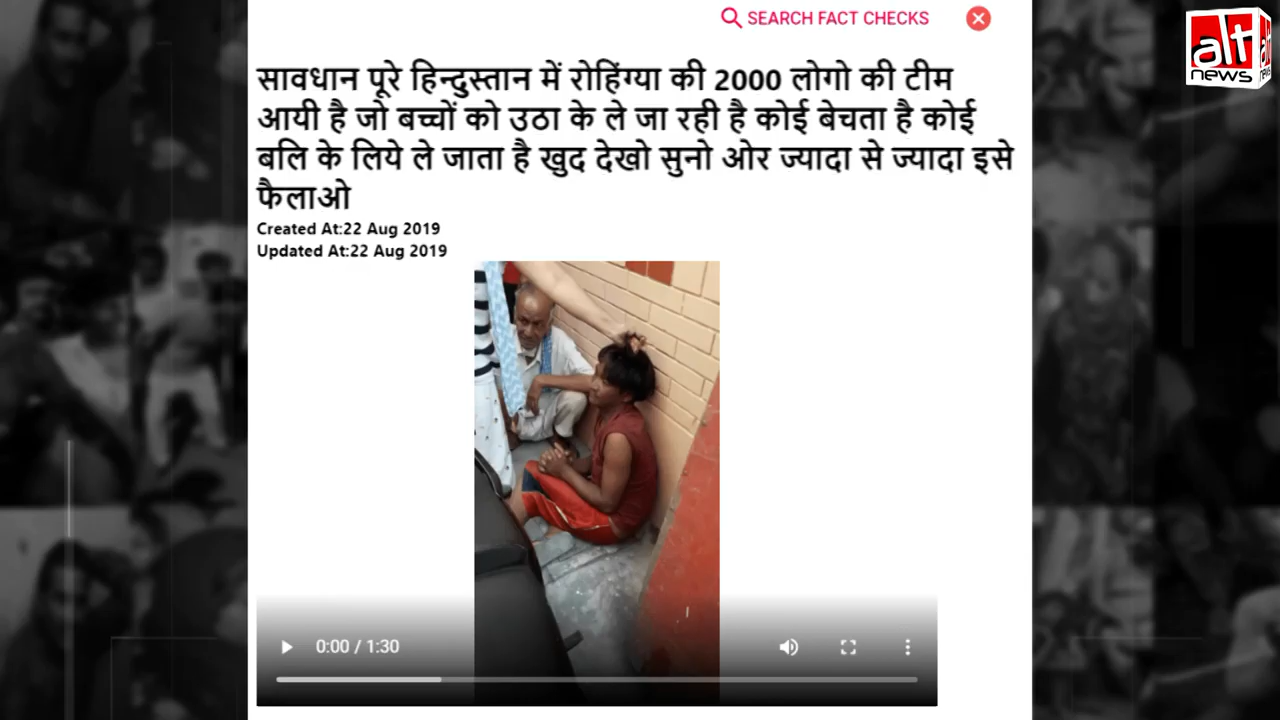 SEARCH FACT CHECKS
alt
news
सावधान पूरे हिन्दुस्तान में रोहिंग्या की 2000 लोगो की टीम
आयी है जो बच्चों को उठा के ले जा रही है कोई बेचता है कोई
बलि के लिये ले जाता है खुद देखो सुनो ओर ज्यादा से ज्यादा इसे
फैलाओ
Created At:22 Aug 2019
Updated At:22 Aug 2019
0:00 / 1:30